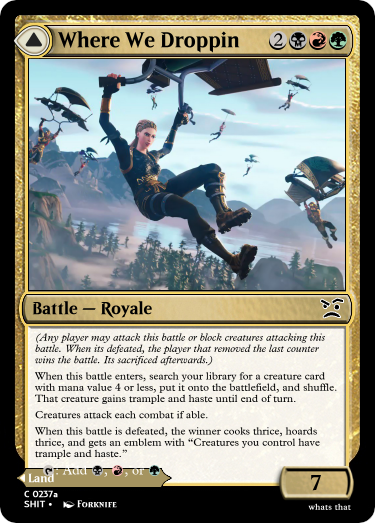 Where We Droppin
2
Battle — Royale
(Any player may attack this battle or block creatures attacking this
battle. When its defeated, the player that removed the last counter
wins the battle. Its sacrificed afterwards.)
When this battle enters, search your library for a creature card
with mana value 4 or less, put it onto the battlefield, and shuffle.
That creature gains trample and haste until end of turn.
Creatures attack each combat if able.
When this battle is defeated, the winner cooks thrice, hoards
thrice, and gets an emblem with “Creatures you control have
trample and haste.”
: Add , , or
Land
7
C 0237a
SHIT • Forknife
whats that